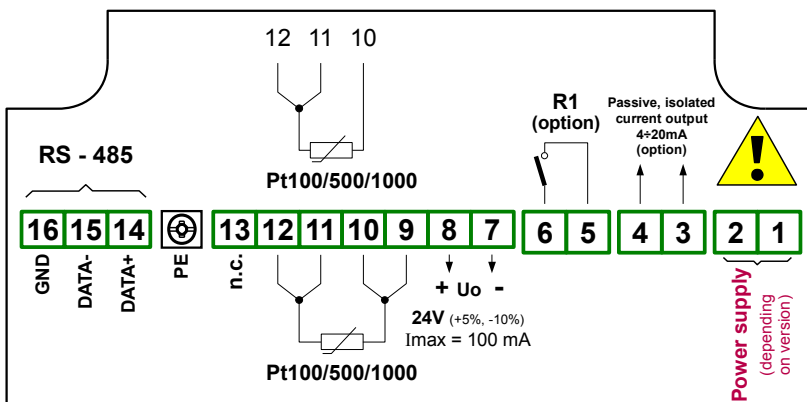 12 11 10
Pt100/500/1000
RS - 485
R1
(option)
Passive, isolated
current output
4÷20mA
(option)
16 15 14 13 12 11 10 9 8 7 6 5 4 3 2 1
GND
DATA-
DATA+
PE
n.c.
+ Uo -
24V (+5%, -10%)
Imax = 100 mA
Pt100/500/1000
Power supply
(depending
on version)